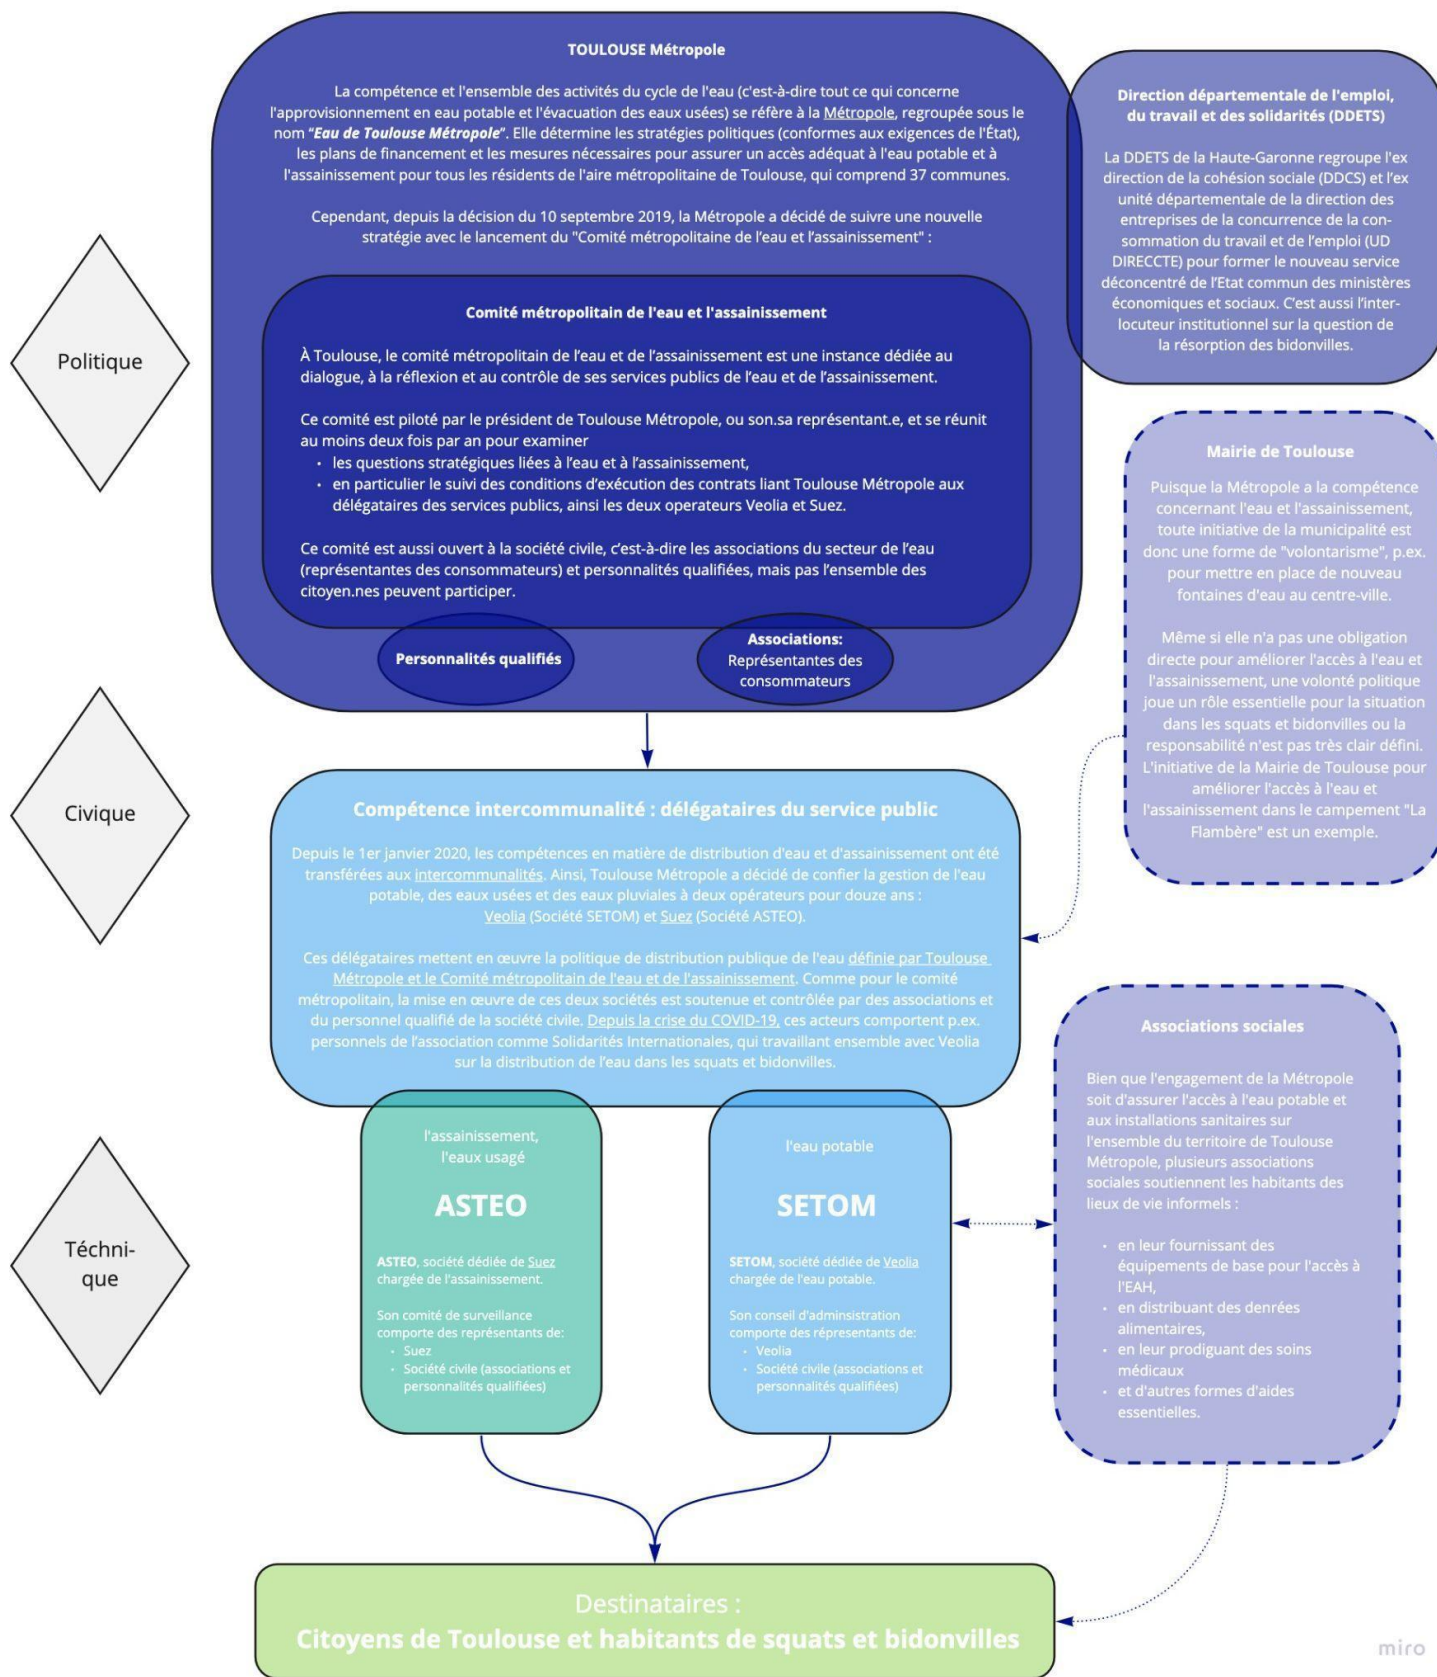 TOULOUSE Métropole
La compétence et l'ensemble des activités du cycle de l'eau (c'est-à-dire tout ce qui concerne
l'approvisionnement en eau potable et l'évacuation des eaux usées) se réfère à la Métropole, regroupée sous le
nom "Eau de Toulouse Métropole". Elle détermine les stratégies politiques (conformes aux exigences de l'État),
les plans de financement et les mesures nécessaires pour assurer un accès adéquat à l'eau potable et à
l'assainissement pour tous les résidents de l'aire métropolitaine de Toulouse, qui comprend 37 communes.
Cependant, depuis la décision du 10 septembre 2019, la Métropole a décidé de suivre une nouvelle
stratégie avec le lancement du "Comité métropolitaine de l'eau et l'assainissement" :
Comité métropolitain de l'eau et l'assainissement
À Toulouse, le comité métropolitain de l'eau et de l'assainissement est une instance dédiée au
dialogue, à la réflexion et au contrôle de ses services publics de l'eau et de l'assainissement.
Ce comité est piloté par le président de Toulouse Métropole, ou son.sa représentant.e, et se réunit
au moins deux fois par an pour examiner
• les questions stratégiques liées à l'eau et à l'assainissement,
• en particulier le suivi des conditions d'exécution des contrats liant Toulouse Métropole aux
délégataires des services publics, ainsi les deux operateurs Veolia et Suez.
Ce comité est aussi ouvert à la société civile, c'est-à-dire les associations du secteur de l'eau
(représentantes des consommateurs) et personnalités qualifiées, mais pas l'ensemble des
citoyen.nes peuvent participer.
Personnalités qualifiés
Associations:
Représentantes des
consommateurs
Direction départementale de l'emploi,
du travail et des solidarités (DDETS)
La DDETS de la Haute-Garonne regroupe l'ex
direction de la cohésion sociale (DDCS) et l'ex
unité départementale de la direction des
entreprises de la concurrence de la con-
sommation du travail et de l'emploi (UD
DIRECCTE) pour former le nouveau service
déconcentré de l'Etat commun des ministères
économiques et sociaux. C'est aussi l'inter-
locuteur institutionnel sur la question de
la résorption des bidonvilles.
Politique
Mairie de Toulouse
Puisque la Métropole a la compétence
concernant l'eau et l'assainissement,
toute initiative de la municipalité est
donc une forme de "volontarisme", p.ex.
pour mettre en place de nouveau
fontaines d'eau au centre-ville.
Même si elle n'a pas une obligation
directe pour améliorer l'accès à l'eau et
l'assainissement, une volonté politique
joue un rôle essentielle pour la situation
dans les squats et bidonvilles ou la
responsabilité n'est pas très clair défini.
L'initiative de la Mairie de Toulouse pour
améliorer l'accès à l'eau et
l'assainissement dans le campement "La
Flambère" est un exemple.
Civique
Compétence intercommunalité : délégataires du service public
Depuis le 1er janvier 2020, les compétences en matière de distribution d'eau et d'assainissement ont été
transférées aux intercommunalités. Ainsi, Toulouse Métropole a décidé de confier la gestion de l'eau
potable, des eaux usées et des eaux pluviales à deux opérateurs pour douze ans :
Veolia (Société SETOM) et Suez (Société ASTEO).
Ces délégataires mettent en œuvre la politique de distribution publique de l'eau définie par Toulouse
Métropole et le Comité métropolitain de l'eau et de l'assainissement. Comme pour le comité
métropolitain, la mise en œuvre de ces deux sociétés est soutenue et contrôlée par des associations et
du personnel qualifié de la société civile. Depuis la crise du COVID-19, ces acteurs comportent p.ex.
personnels de l'association comme Solidarités Internationales, qui travaillant ensemble avec Veolia
sur la distribution de l'eau dans les squats et bidonvilles.
Téchni-
que
l'assainissement,
l'eaux usagé
ASTEO
ASTEO, société dédiée de Suez
chargée de l'assainissement.
Son comité de surveillance
comporte des représentants de:
• Suez
• Société civile (associations et
personnalités qualifiées)
l'eau potable
SETOM
SETOM, société dédiée de Veolia
chargée de l'eau potable.
Son conseil d'adminsistration
comporte des répresentants de:
• Veolia
• Société civile (associations et
personnalités qualifiées)
Associations sociales
Bien que l'engagement de la Métropole
soit d'assurer l'accès à l'eau potable et
aux installations sanitaires sur
l'ensemble du territoire de Toulouse
Métropole, plusieurs associations
sociales soutiennent les habitants des
lieux de vie informels :
• en leur fournissant des
équipements de base pour l'accès à
l'EAH,
• en distribuant des denrées
alimentaires,
• en leur prodiguant des soins
médicaux
• et d'autres formes d'aides
essentielles.
Destinataires :
Citoyens de Toulouse et habitants de squats et bidonvilles
miro